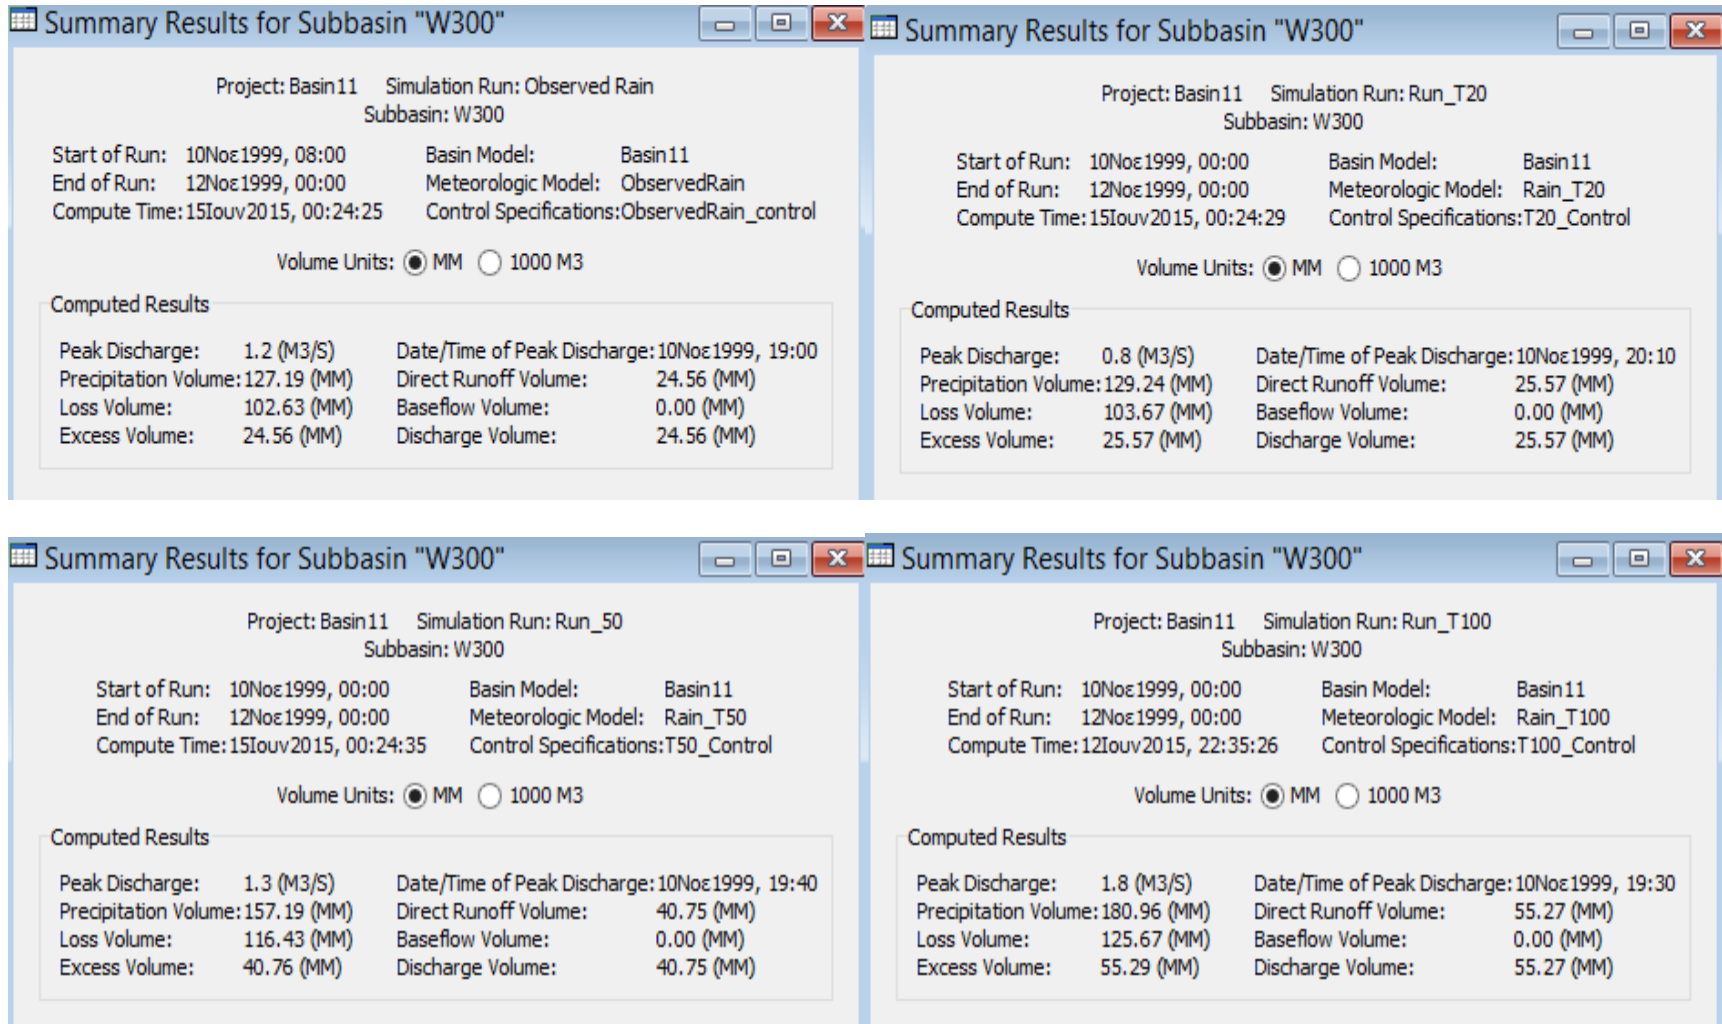 Summary Results for Subbasin "W300"
Project: Basin11 Simulation Run: Observed Rain
Subbasin: W300
Start of Run: 10Νοε1999, 08:00 Basin Model: Basin11
End of Run: 12Νοε1999, 00:00 Meteorologic Model: ObservedRain
Compute Time: 15Ιουν2015, 00:24:25 Control Specifications: ObservedRain_control
Volume Units: MM 1000 M3
Computed Results
Peak Discharge: 1.2 (M3/S) Date/Time of Peak Discharge: 10Νοε1999, 19:00
Precipitation Volume: 127.19 (MM) Direct Runoff Volume: 24.56 (MM)
Loss Volume: 102.63 (MM) Baseflow Volume: 0.00 (MM)
Excess Volume: 24.56 (MM) Discharge Volume: 24.56 (MM)
Summary Results for Subbasin "W300"
Project: Basin11 Simulation Run: Run_T20
Subbasin: W300
Start of Run: 10Νοε1999, 00:00 Basin Model: Basin11
End of Run: 12Νοε1999, 00:00 Meteorologic Model: Rain_T20
Compute Time: 15Ιουν2015, 00:24:29 Control Specifications: T20_Control
Volume Units: MM 1000 M3
Computed Results
Peak Discharge: 0.8 (M3/S) Date/Time of Peak Discharge: 10Νοε1999, 20:10
Precipitation Volume: 129.24 (MM) Direct Runoff Volume: 25.57 (MM)
Loss Volume: 103.67 (MM) Baseflow Volume: 0.00 (MM)
Excess Volume: 25.57 (MM) Discharge Volume: 25.57 (MM)
Summary Results for Subbasin "W300"
Project: Basin11 Simulation Run: Run_50
Subbasin: W300
Start of Run: 10Νοε1999, 00:00 Basin Model: Basin11
End of Run: 12Νοε1999, 00:00 Meteorologic Model: Rain_T50
Compute Time: 15Ιουν2015, 00:24:35 Control Specifications: T50_Control
Volume Units: MM 1000 M3
Computed Results
Peak Discharge: 1.3 (M3/S) Date/Time of Peak Discharge: 10Νοε1999, 19:40
Precipitation Volume: 157.19 (MM) Direct Runoff Volume: 40.75 (MM)
Loss Volume: 116.43 (MM) Baseflow Volume: 0.00 (MM)
Excess Volume: 40.76 (MM) Discharge Volume: 40.75 (MM)
Summary Results for Subbasin "W300"
Project: Basin11 Simulation Run: Run_T100
Subbasin: W300
Start of Run: 10Νοε1999, 00:00 Basin Model: Basin11
End of Run: 12Νοε1999, 00:00 Meteorologic Model: Rain_T100
Compute Time: 12Ιουν2015, 22:35:26 Control Specifications: T100_Control
Volume Units: MM 1000 M3
Computed Results
Peak Discharge: 1.8 (M3/S) Date/Time of Peak Discharge: 10Νοε1999, 19:30
Precipitation Volume: 180.96 (MM) Direct Runoff Volume: 55.27 (MM)
Loss Volume: 125.67 (MM) Baseflow Volume: 0.00 (MM)
Excess Volume: 55.29 (MM) Discharge Volume: 55.27 (MM)